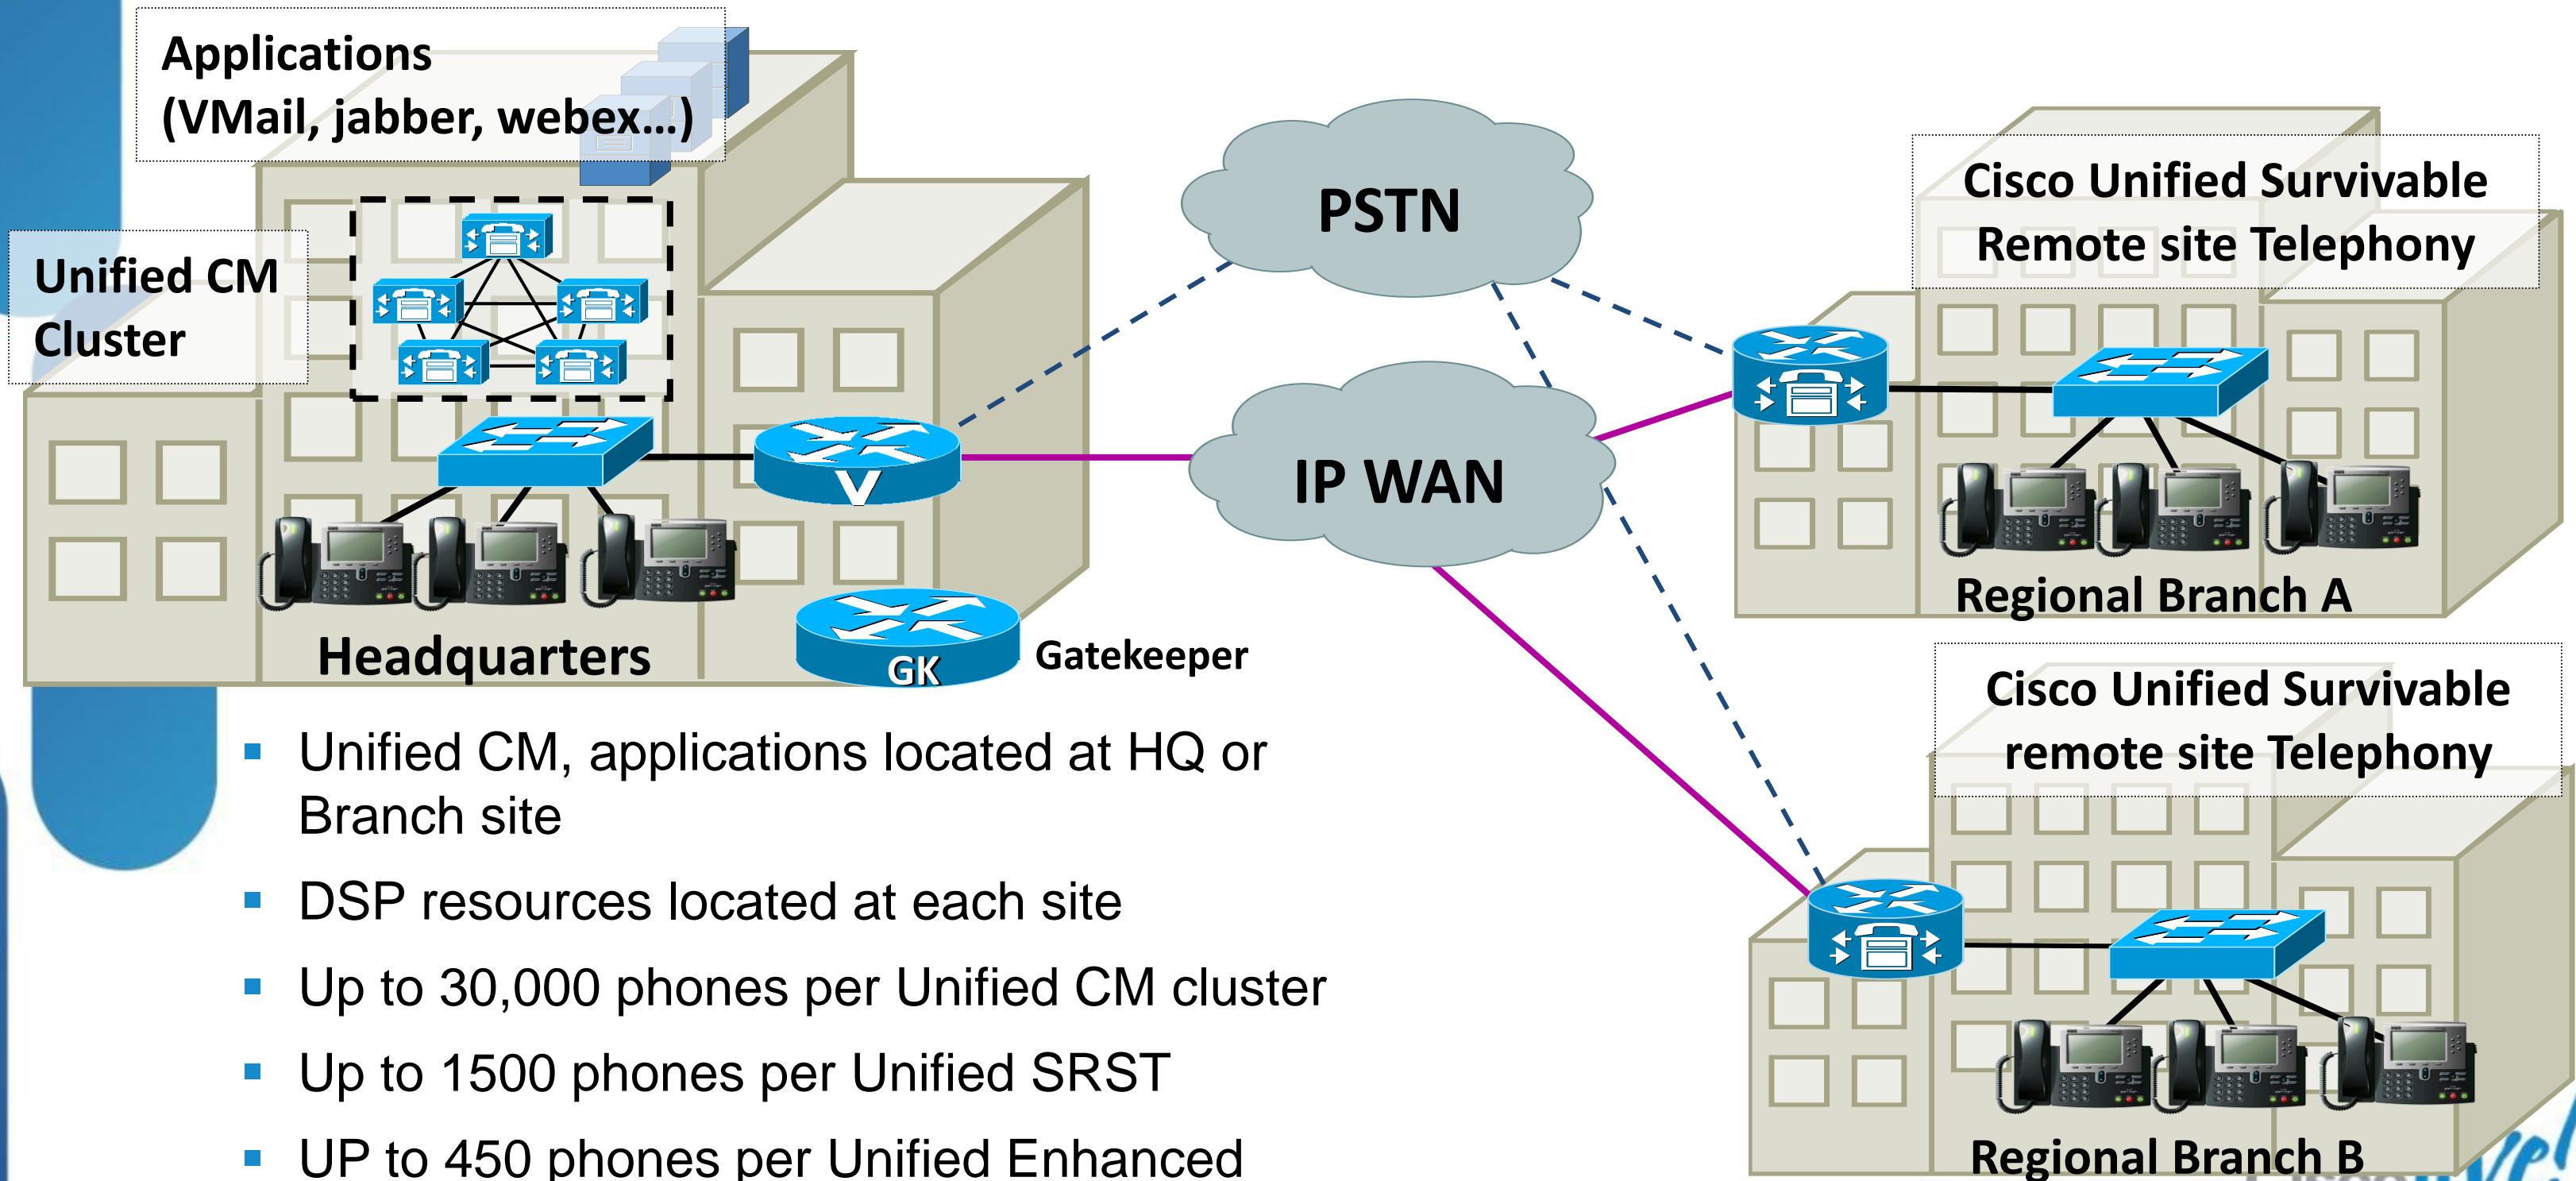 Applications
(VMail, jabber, webex…)
Unified CM
Cluster
PSTN
IP WAN
V
GK
Gatekeeper
Headquarters
Cisco Unified Survivable
Remote site Telephony
Regional Branch A
Cisco Unified Survivable
remote site Telephony
Regional Branch B
Unified CM, applications located at HQ or
Branch site
DSP resources located at each site
Up to 30,000 phones per Unified CM cluster
Up to 1500 phones per Unified SRST
UP to 450 phones per Unified Enhanced